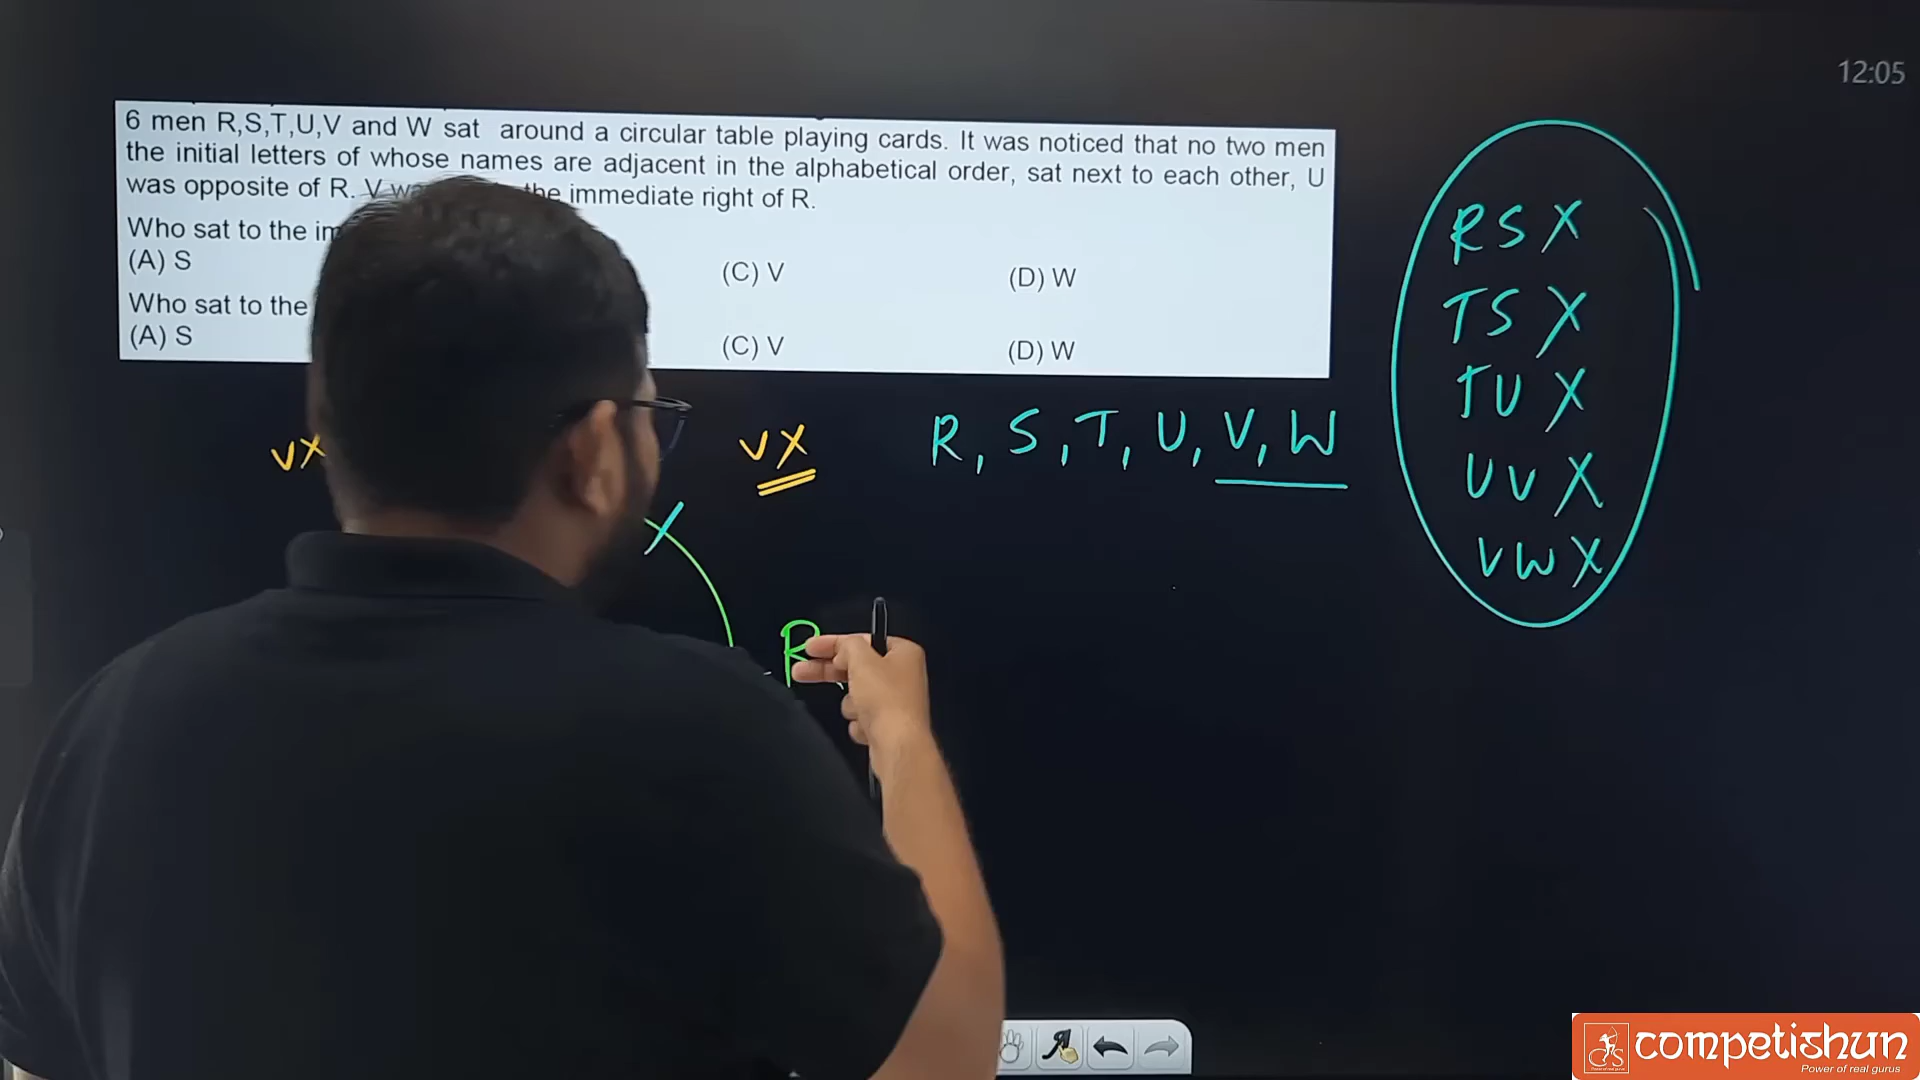 12:05
6 men R,S,T,U,V and W sat around a circular table playing cards. It was noticed that no two men
the initial letters of whose names are adjacent in the alphabetical order, sat next to each other, U
was opposite of R. V the immediate right of R.
Who sat to the
(A) S (C) V (D) W
Who sat to the
(A) S (C) V (D) W
VX VX R, S, T, U, V, W
RS X
TS X
TU X
UV X
VW X
X
R
competishun
Power of real gurus